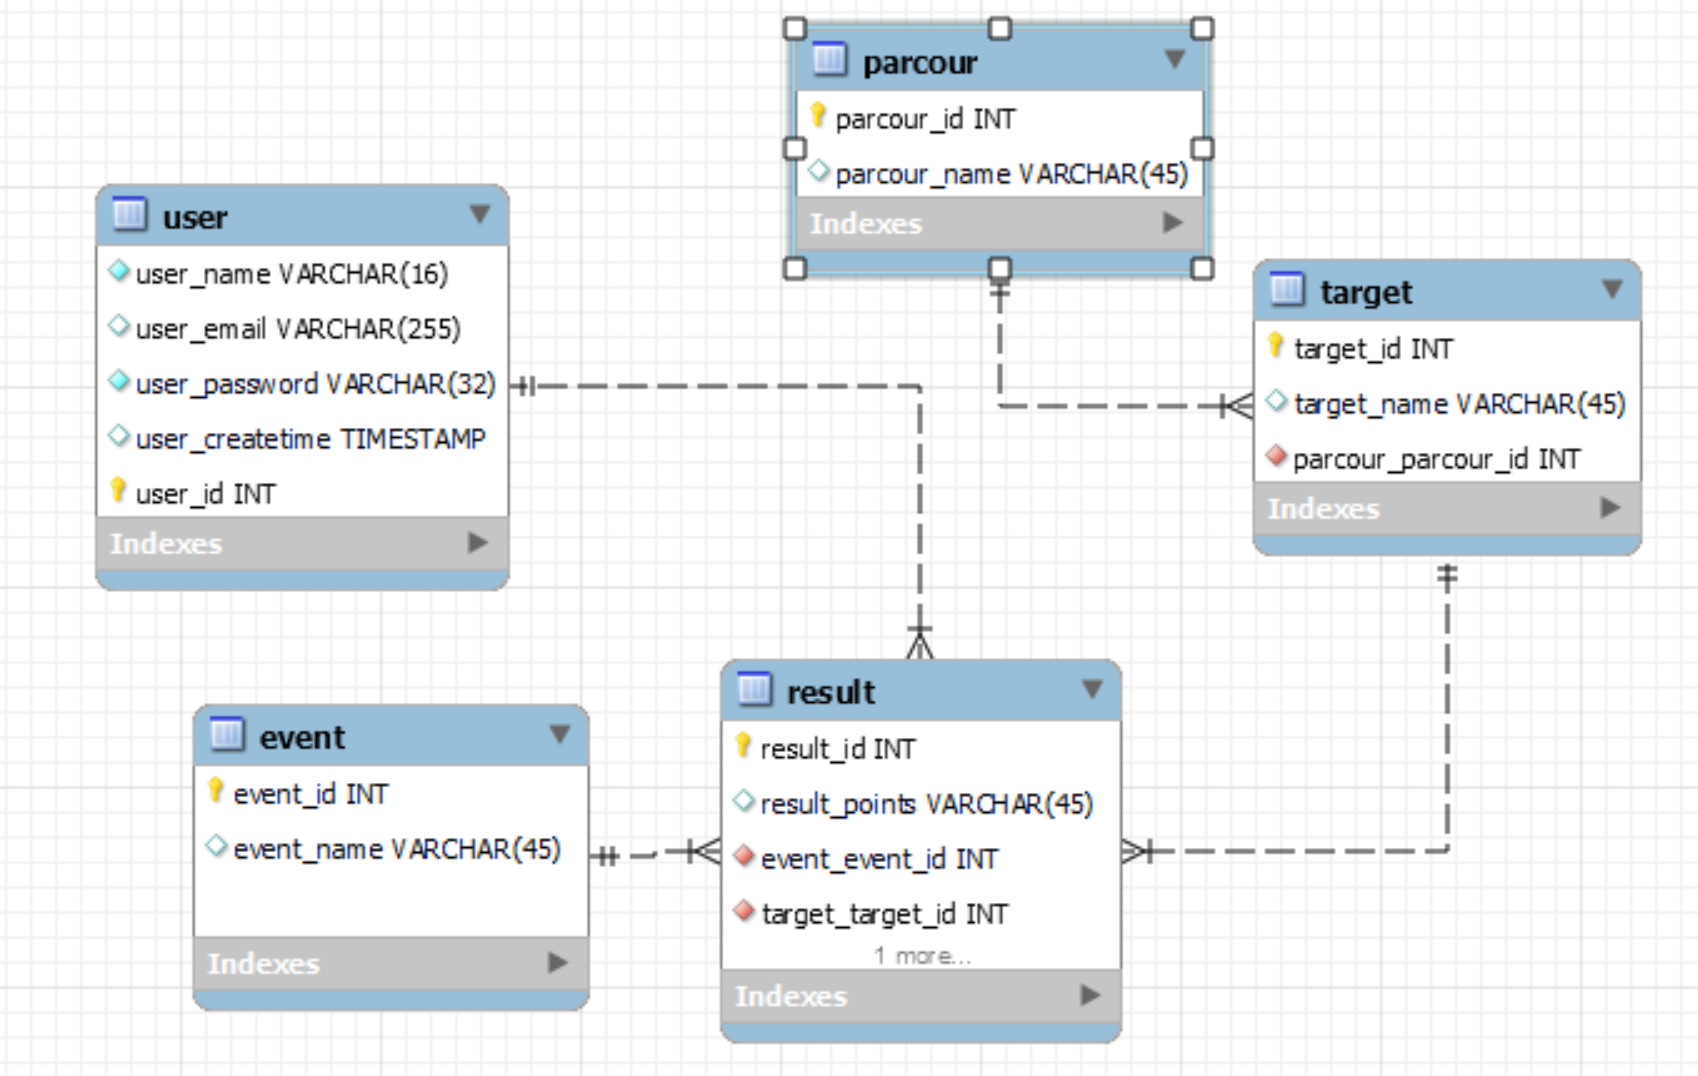 parcour
parcour_id INT
parcour_name VARCHAR(45)
Indexes
user
user_name VARCHAR(16)
user_email VARCHAR(255)
user_password VARCHAR(32)
user_createtime TIMESTAMP
user_id INT
Indexes
target
target_id INT
target_name VARCHAR(45)
parcour_parcour_id INT
Indexes
event
event_id INT
event_name VARCHAR(45)
Indexes
result
result_id INT
result_points VARCHAR(45)
event_event_id INT
target_target_id INT
1 more...
Indexes